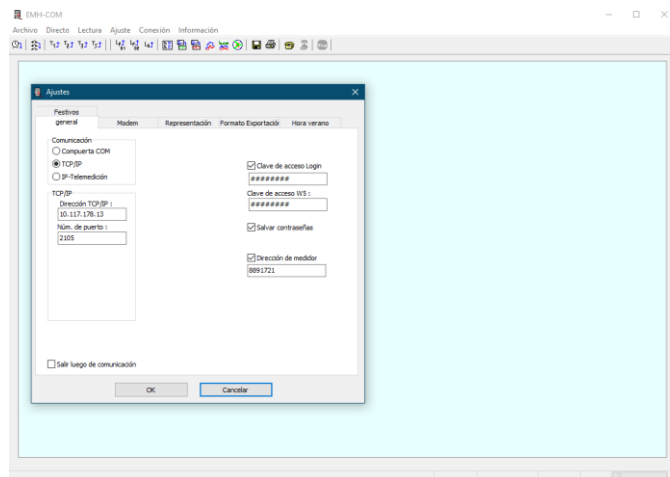 EMH-COM
Archivo Directo Lectura Ajuste Conexión Información
Ajustes
Festivos
general Modem Representación Formato Exportación Hora verano
Comunicación
Compuerta COM
TCP/IP
IP-Telemedición
Clave de acceso Login
########
TCP/IP
Clave de acceso W5 :
Dirección TCP/IP :
########
10.117.178.13
Núm. de puerto :
Salvar contraseñas
2105
Dirección de medidor
8891721
Salir luego de comunicación
OK Cancelar